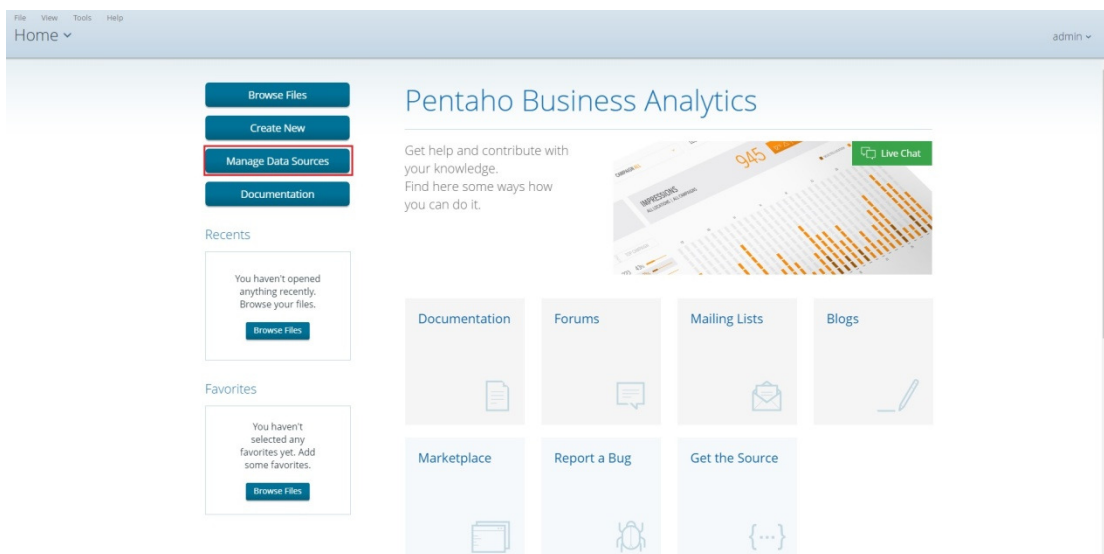 File View Tools Help
Home
admin
Browse Files
Create New
Manage Data Sources
Documentation
Recents
You haven't opened
anything recently.
Browse your files.
Browse Files
Favorites
You haven't
selected any
favorites yet. Add
some favorites.
Browse Files
Pentaho Business Analytics
Get help and contribute with
your knowledge.
Find here some ways how
you can do it.
945
IMPRESSIONS
Live Chat
Documentation
Forums
Mailing Lists
Blogs
Marketplace
Report a Bug
Get the Source
{...}